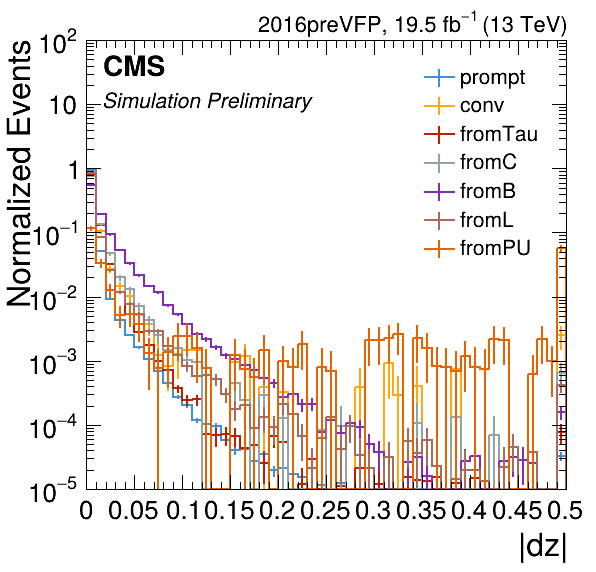 2016preVFP, 19.5 fb⁻¹ (13 TeV)
CMS
Simulation Preliminary
prompt
conv
fromTau
fromC
fromB
fromL
fromPU
Normalized Events
10²
10
1
10⁻¹
10⁻²
10⁻³
10⁻⁴
10⁻⁵
0 0.05 0.10 0.15 0.2 0.25 0.3 0.35 0.4 0.45 0.5
|dz|